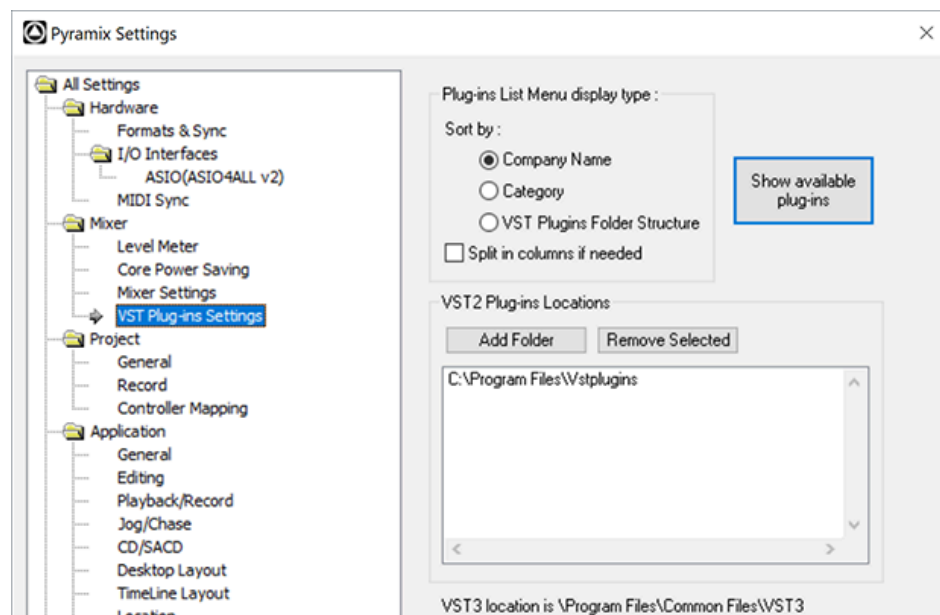 Pyramix Settings
All Settings
Hardware
Formats & Sync
I/O Interfaces
ASIO(ASIO4ALL v2)
MIDI Sync
Mixer
Level Meter
Core Power Saving
Mixer Settings
VST Plug-ins Settings
Project
General
Record
Controller Mapping
Application
General
Editing
Playback/Record
Jog/Chase
CD/SACD
Desktop Layout
TimeLine Layout
Location
Plug-ins List Menu display type :
Sort by :
Company Name
Category
VST Plugins Folder Structure
Split in columns if needed
Show available
plug-ins
VST2 Plug-ins Locations
Add Folder
Remove Selected
C:\Program Files\Vstplugins
VST3 location is \Program Files\Common Files\VST3